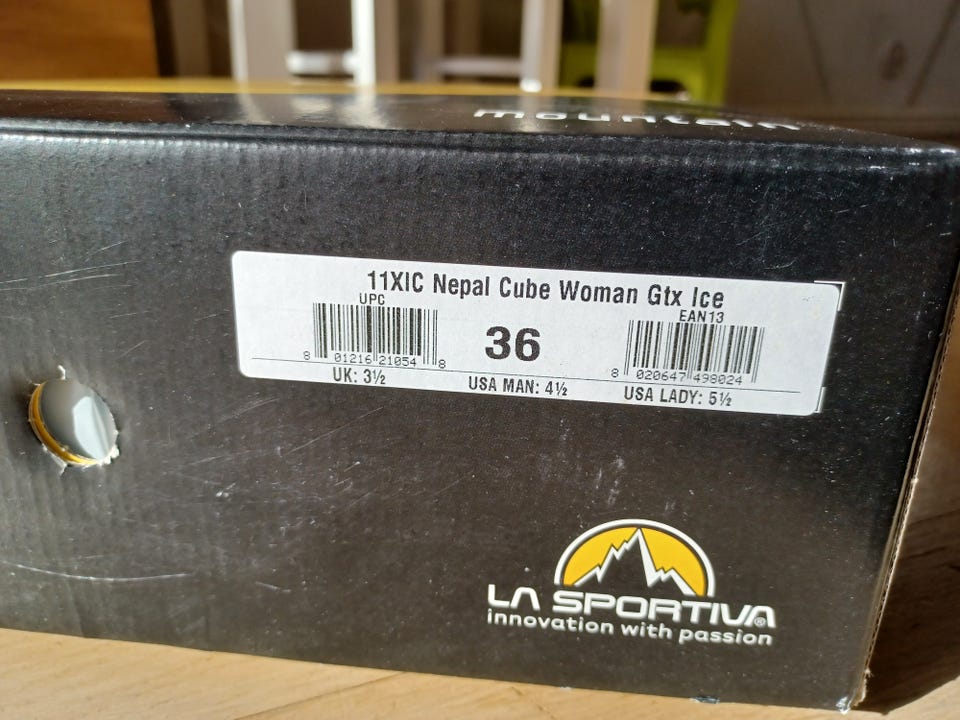 mountain
11XIC Nepal Cube Woman Gtx Ice
UPC
EAN13
36
8 01216 21054 8
8 020647 498024
UK: 3½ USA MAN: 4½ USA LADY: 5½
LA SPORTIVA®
innovation with passion